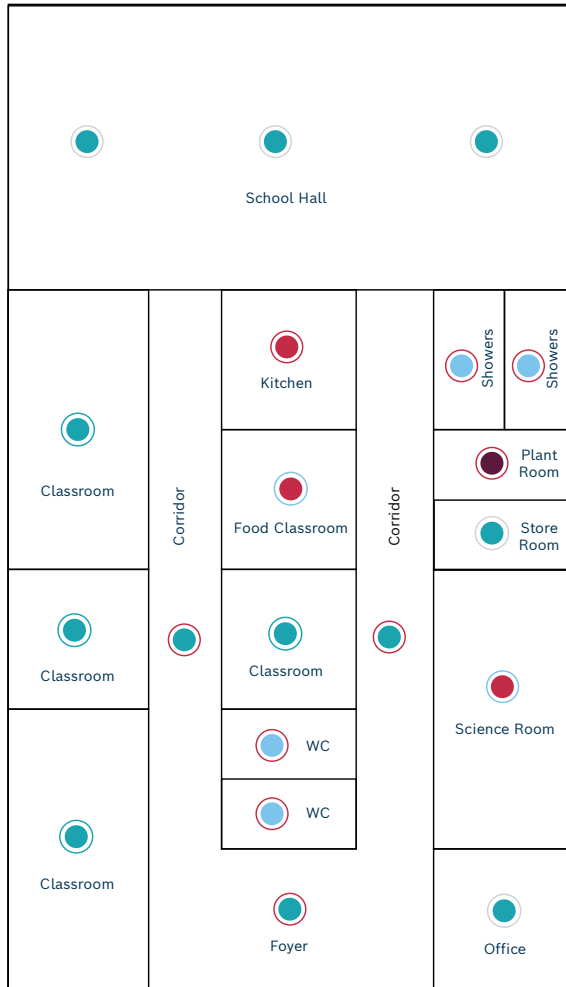 School Hall
Showers
Showers
Kitchen
Plant
Room
Classroom
Corridor
Food Classroom
Corridor
Store
Room
Classroom
Classroom
Science Room
WC
WC
Classroom
Foyer
Office